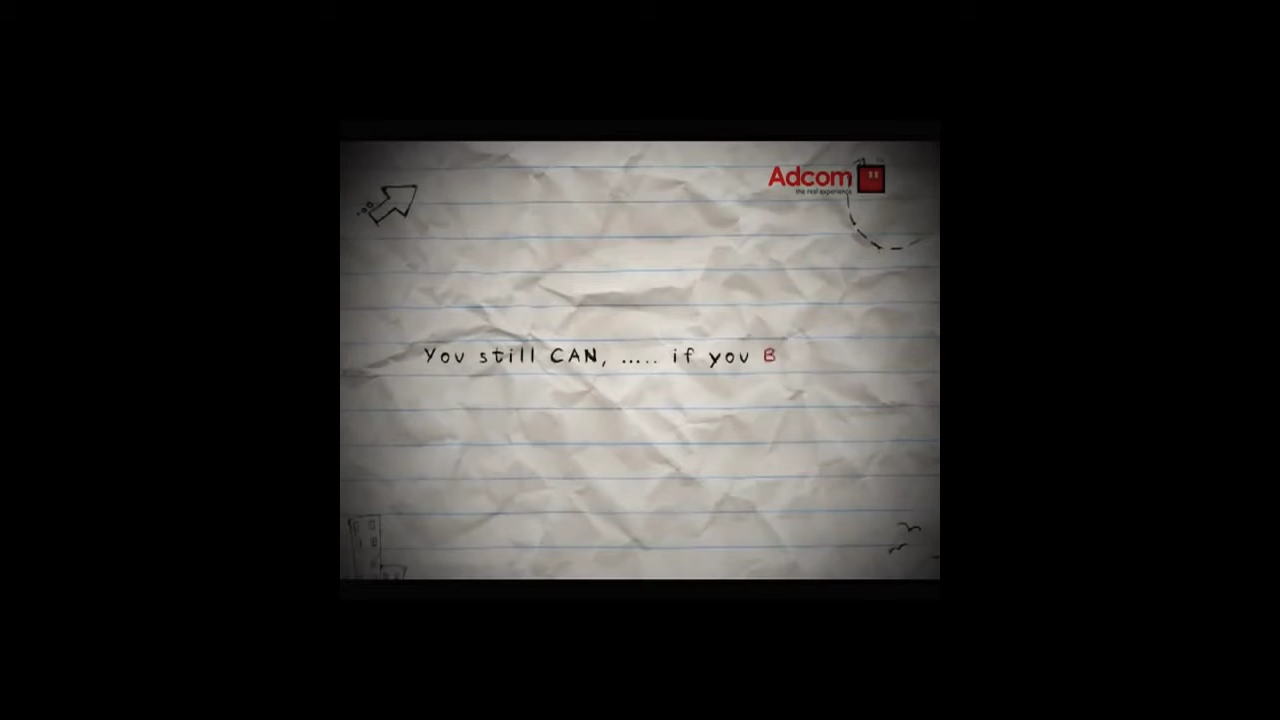 Adcom
the real experience
You still CAN, ..... if you B